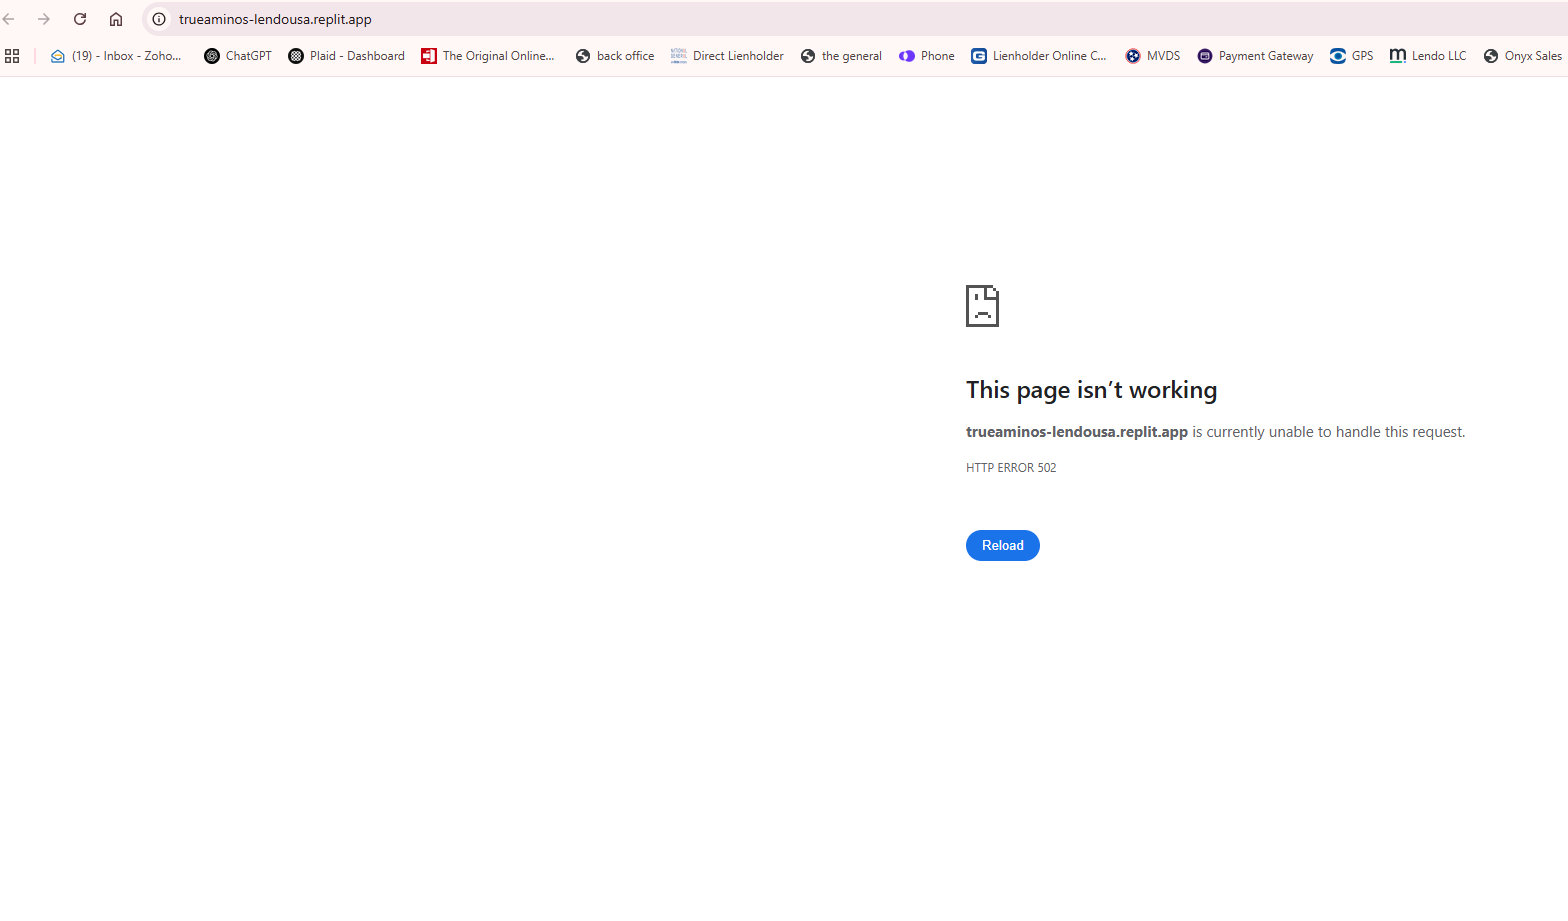 trueaminos-lendousa.replit.app
(19) - Inbox - Zoho... ChatGPT Plaid - Dashboard The Original Online... back office Direct Lienholder the general Phone Lienholder Online C... MVDS Payment Gateway GPS Lendo LLC Onyx Sales
This page isn’t working
trueaminos-lendousa.replit.app is currently unable to handle this request.
HTTP ERROR 502
Reload